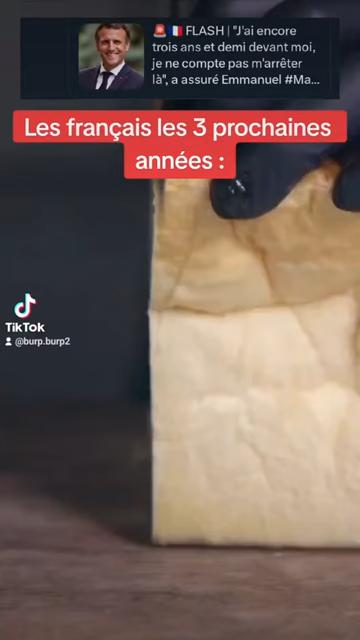 🚨 🇫🇷 FLASH | "J'ai encore
trois ans et demi devant moi,
je ne compte pas m'arrêter
là", a assuré Emmanuel #Ma...
Les français les 3 prochaines
années :
TikTok
@burp.burp2